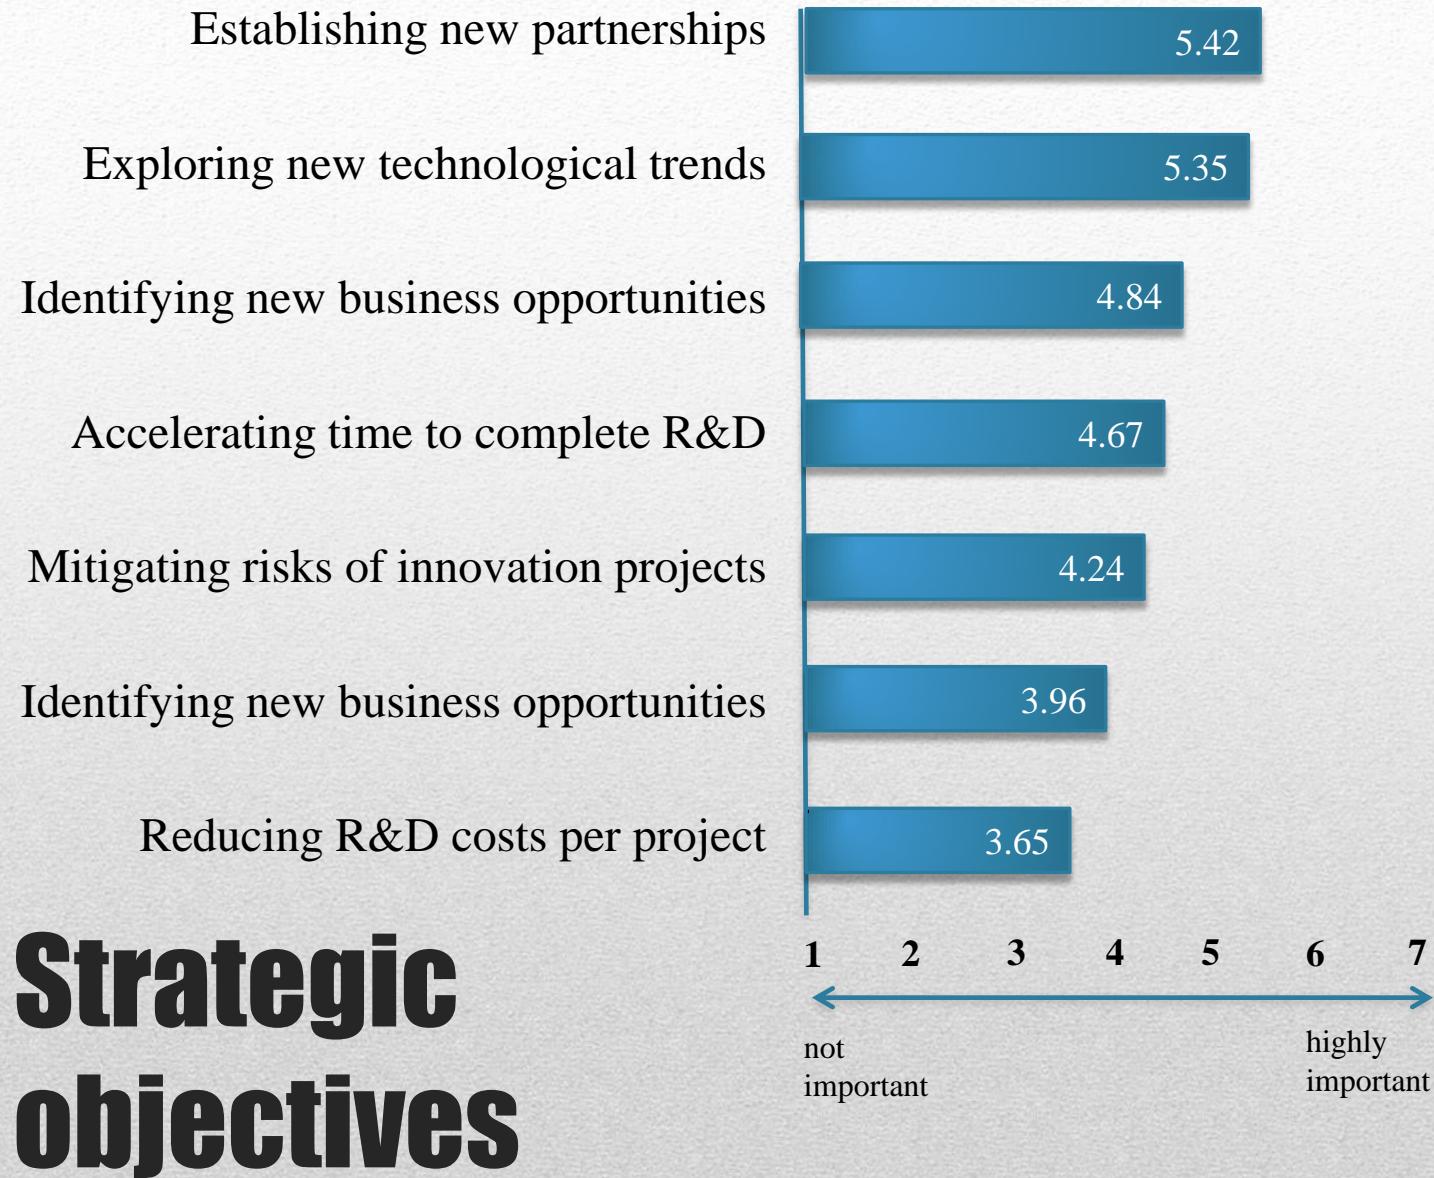 Establishing new partnerships 5.42
Exploring new technological trends 5.35
Identifying new business opportunities 4.84
Accelerating time to complete R&D 4.67
Mitigating risks of innovation projects 4.24
Identifying new business opportunities 3.96
Reducing R&D costs per project 3.65
1 2 3 4 5 6 7
not important
highly important
Strategic
objectives